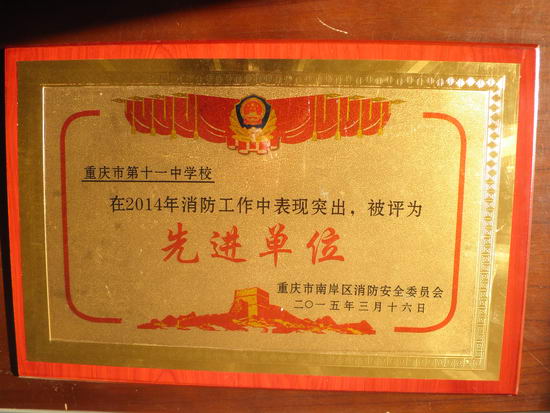 重庆市第十一中学校
在2014年消防工作中表现突出，被评为
先进单位
重庆市南岸区消防安全委员会
二〇一五年三月十六日